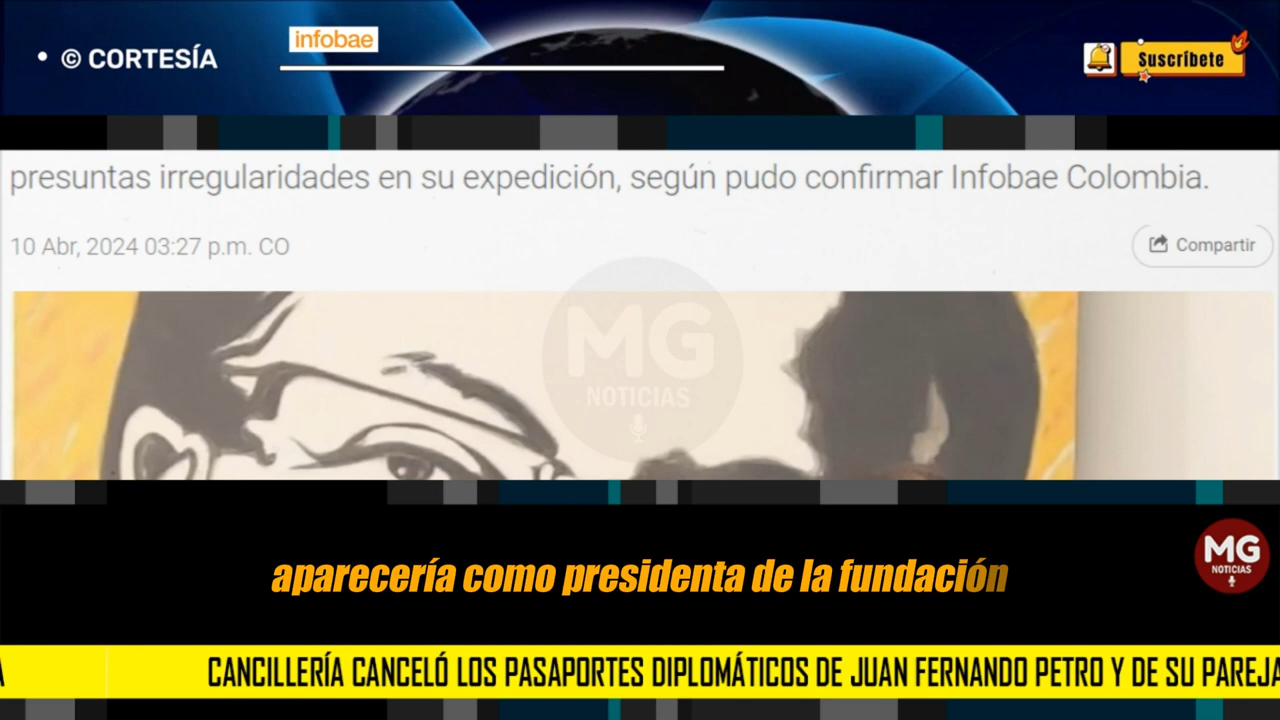 • © CORTESÍA
infobae
Suscríbete
presuntas irregularidades en su expedición, según pudo confirmar Infobae Colombia.
10 Abr, 2024 03:27 p.m. CO
Compartir
MG
NOTICIAS
aparecería como presidenta de la fundación
MG
NOTICIAS
A
CANCILLERÍA CANCELÓ LOS PASAPORTES DIPLOMÁTICOS DE JUAN FERNANDO PETRO Y DE SU PAREJA